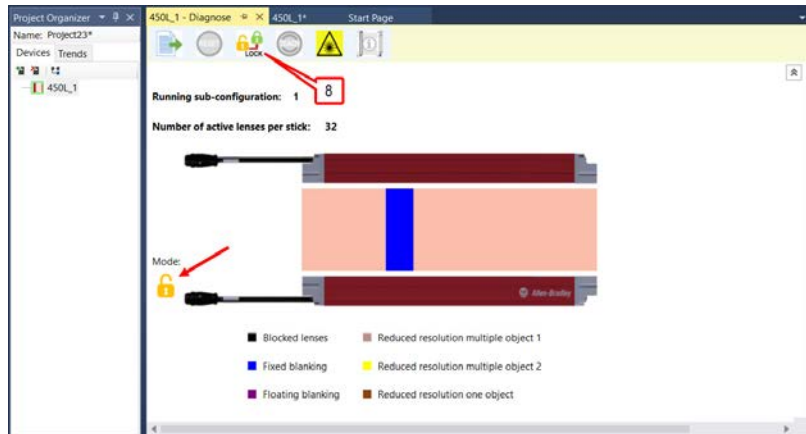 Project Organizer
450L_1 - Diagnose
450L_1*
Start Page
Name: Project23*
Devices Trends
LOCK
450L_1
8
Running sub-configuration: 1
Number of active lenses per stick: 32
Mode:
Allen-Bradley
Blocked lenses
Reduced resolution multiple object 1
Fixed blanking
Reduced resolution multiple object 2
Floating blanking
Reduced resolution one object